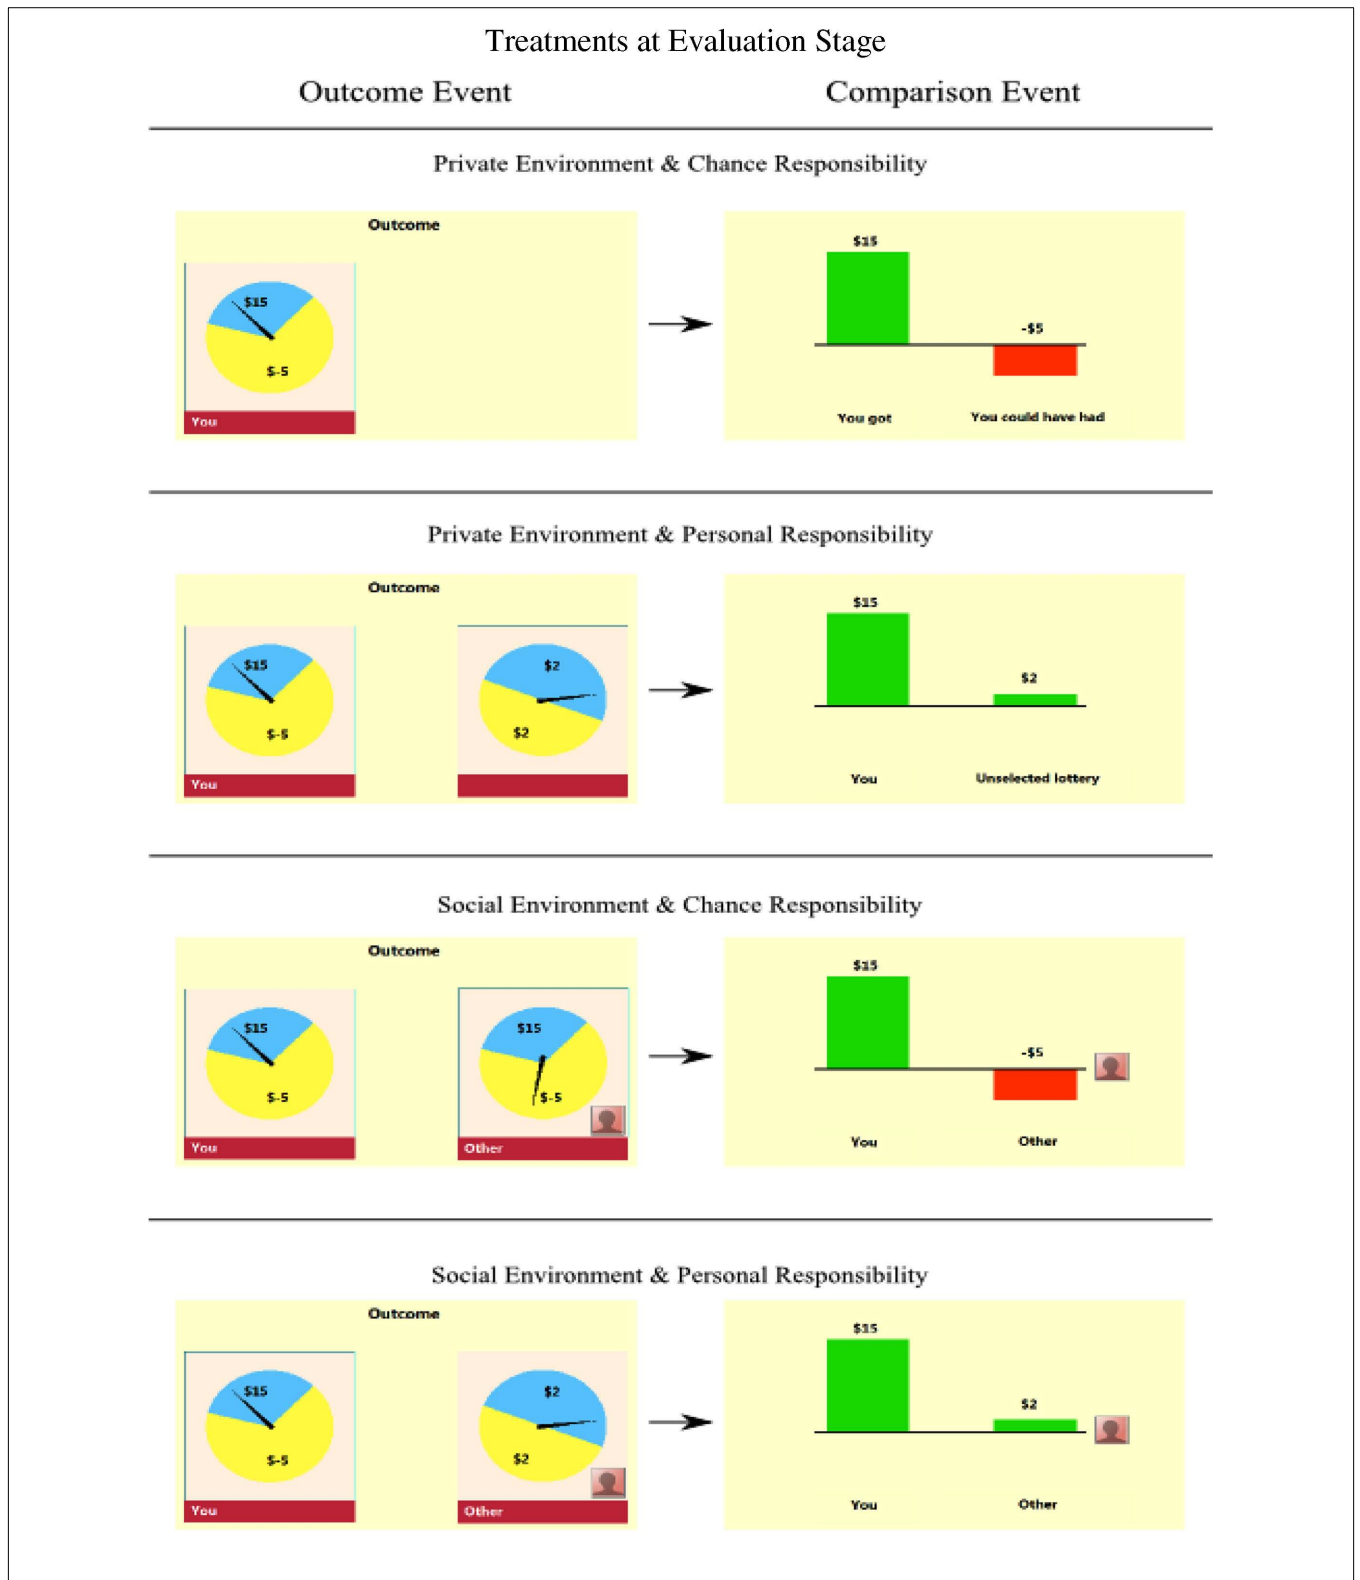 Treatments at Evaluation Stage
Outcome Event Comparison Event
Private Environment & Chance Responsibility
Outcome
$15
$-5
You
$15
-$5
You got You could have had
Private Environment & Personal Responsibility
Outcome
$15
$-5
You
$2
$2
$15
$2
You Unselected lottery
Social Environment & Chance Responsibility
Outcome
$15
$-5
You
$15
$-5
Other
$15
-$5
You Other
Social Environment & Personal Responsibility
Outcome
$15
$-5
You
$2
$2
Other
$15
$2
You Other